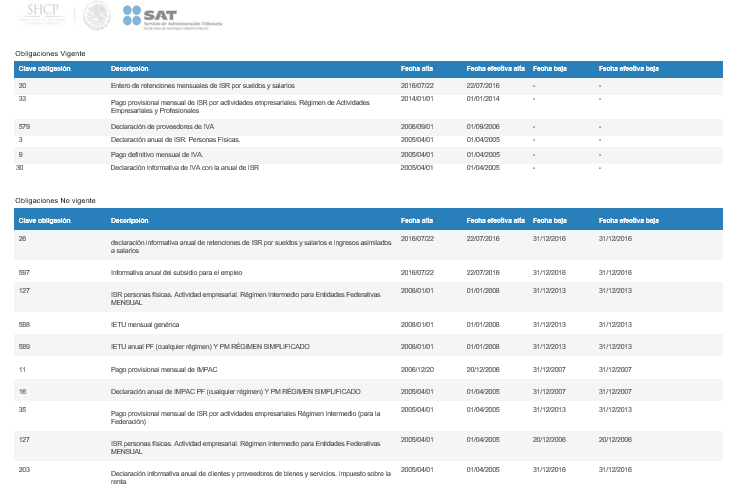 SHCP
SAT
Servicio de Administración Tributaria
Obligaciones Vigente
Clave obligación Descripción Fecha alta Fecha efectiva alta Fecha baja Fecha efectiva baja
20 Entero de retenciones mensuales de ISR por sueldos y salarios 2016/07/22 22/07/2016 - -
33 Pago provisional mensual de ISR por actividades empresariales. Régimen de Actividades 2014/01/01 01/01/2014 - -
Empresariales y Profesionales
579 Declaración de proveedores de IVA 2006/09/01 01/09/2006 - -
3 Declaración anual de ISR. Personas Físicas. 2005/04/01 01/04/2005 - -
9 Pago definitivo mensual de IVA. 2005/04/01 01/04/2005 - -
30 Declaración informativa de IVA con la anual de ISR 2005/04/01 01/04/2005 - -
Obligaciones No vigente
Clave obligación Descripción Fecha alta Fecha efectiva alta Fecha baja Fecha efectiva baja
26 declaración informativa anual de retenciones de ISR por sueldos y salarios e ingresos asimilados 2016/07/22 22/07/2016 31/12/2016 31/12/2016
a salarios
597 Informativa anual del subsidio para el empleo 2016/07/22 22/07/2016 31/12/2016 31/12/2016
127 ISR personas físicas. Actividad empresarial. Régimen Intermedio para Entidades Federativas 2008/01/01 01/01/2008 31/12/2013 31/12/2013
MENSUAL
588 IETU mensual genérica 2008/01/01 01/01/2008 31/12/2013 31/12/2013
589 IETU anual PF (cualquier régimen) Y PM RÉGIMEN SIMPLIFICADO 2008/01/01 01/01/2008 31/12/2013 31/12/2013
11 Pago provisional mensual de IMPAC 2006/12/20 20/12/2006 31/12/2007 31/12/2007
16 Declaración anual de IMPAC PF (cualquier régimen) Y PM RÉGIMEN SIMPLIFICADO 2005/04/01 01/04/2005 31/12/2007 31/12/2007
35 Pago provisional mensual de ISR por actividades empresariales Régimen Intermedio (para la 2005/04/01 01/04/2005 31/12/2013 31/12/2013
Federación)
127 ISR personas físicas. Actividad empresarial. Régimen Intermedio para Entidades Federativas 2005/04/01 01/04/2005 20/12/2006 20/12/2006
MENSUAL
203 Declaración informativa anual de clientes y proveedores de bienes y servicios. Impuesto sobre la 2005/04/01 01/04/2005 31/12/2016 31/12/2016
renta.